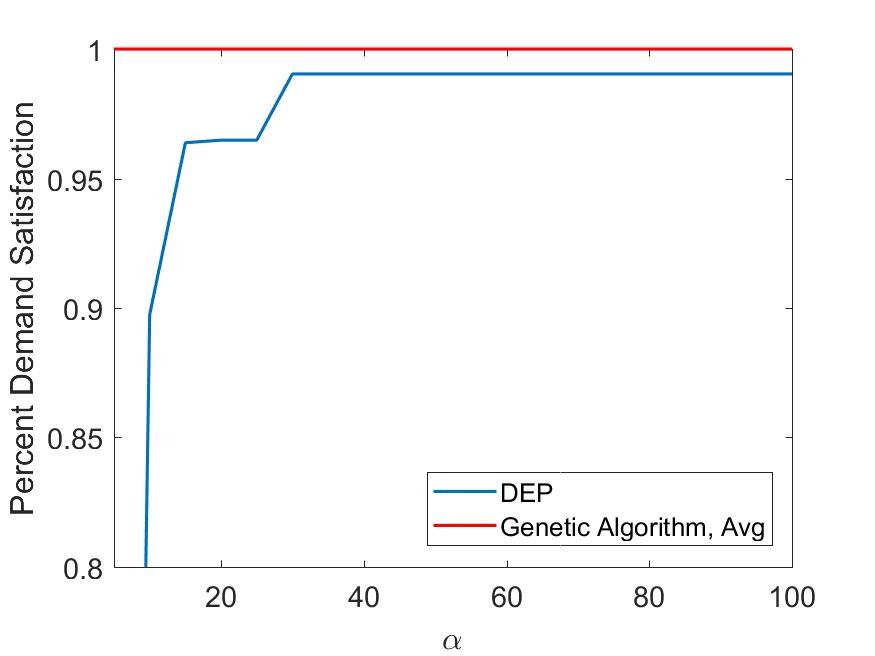 1
0.95
0.9
0.85
0.8
Percent Demand Satisfaction
DEP
Genetic Algorithm, Avg
20 40 60 80 100
α